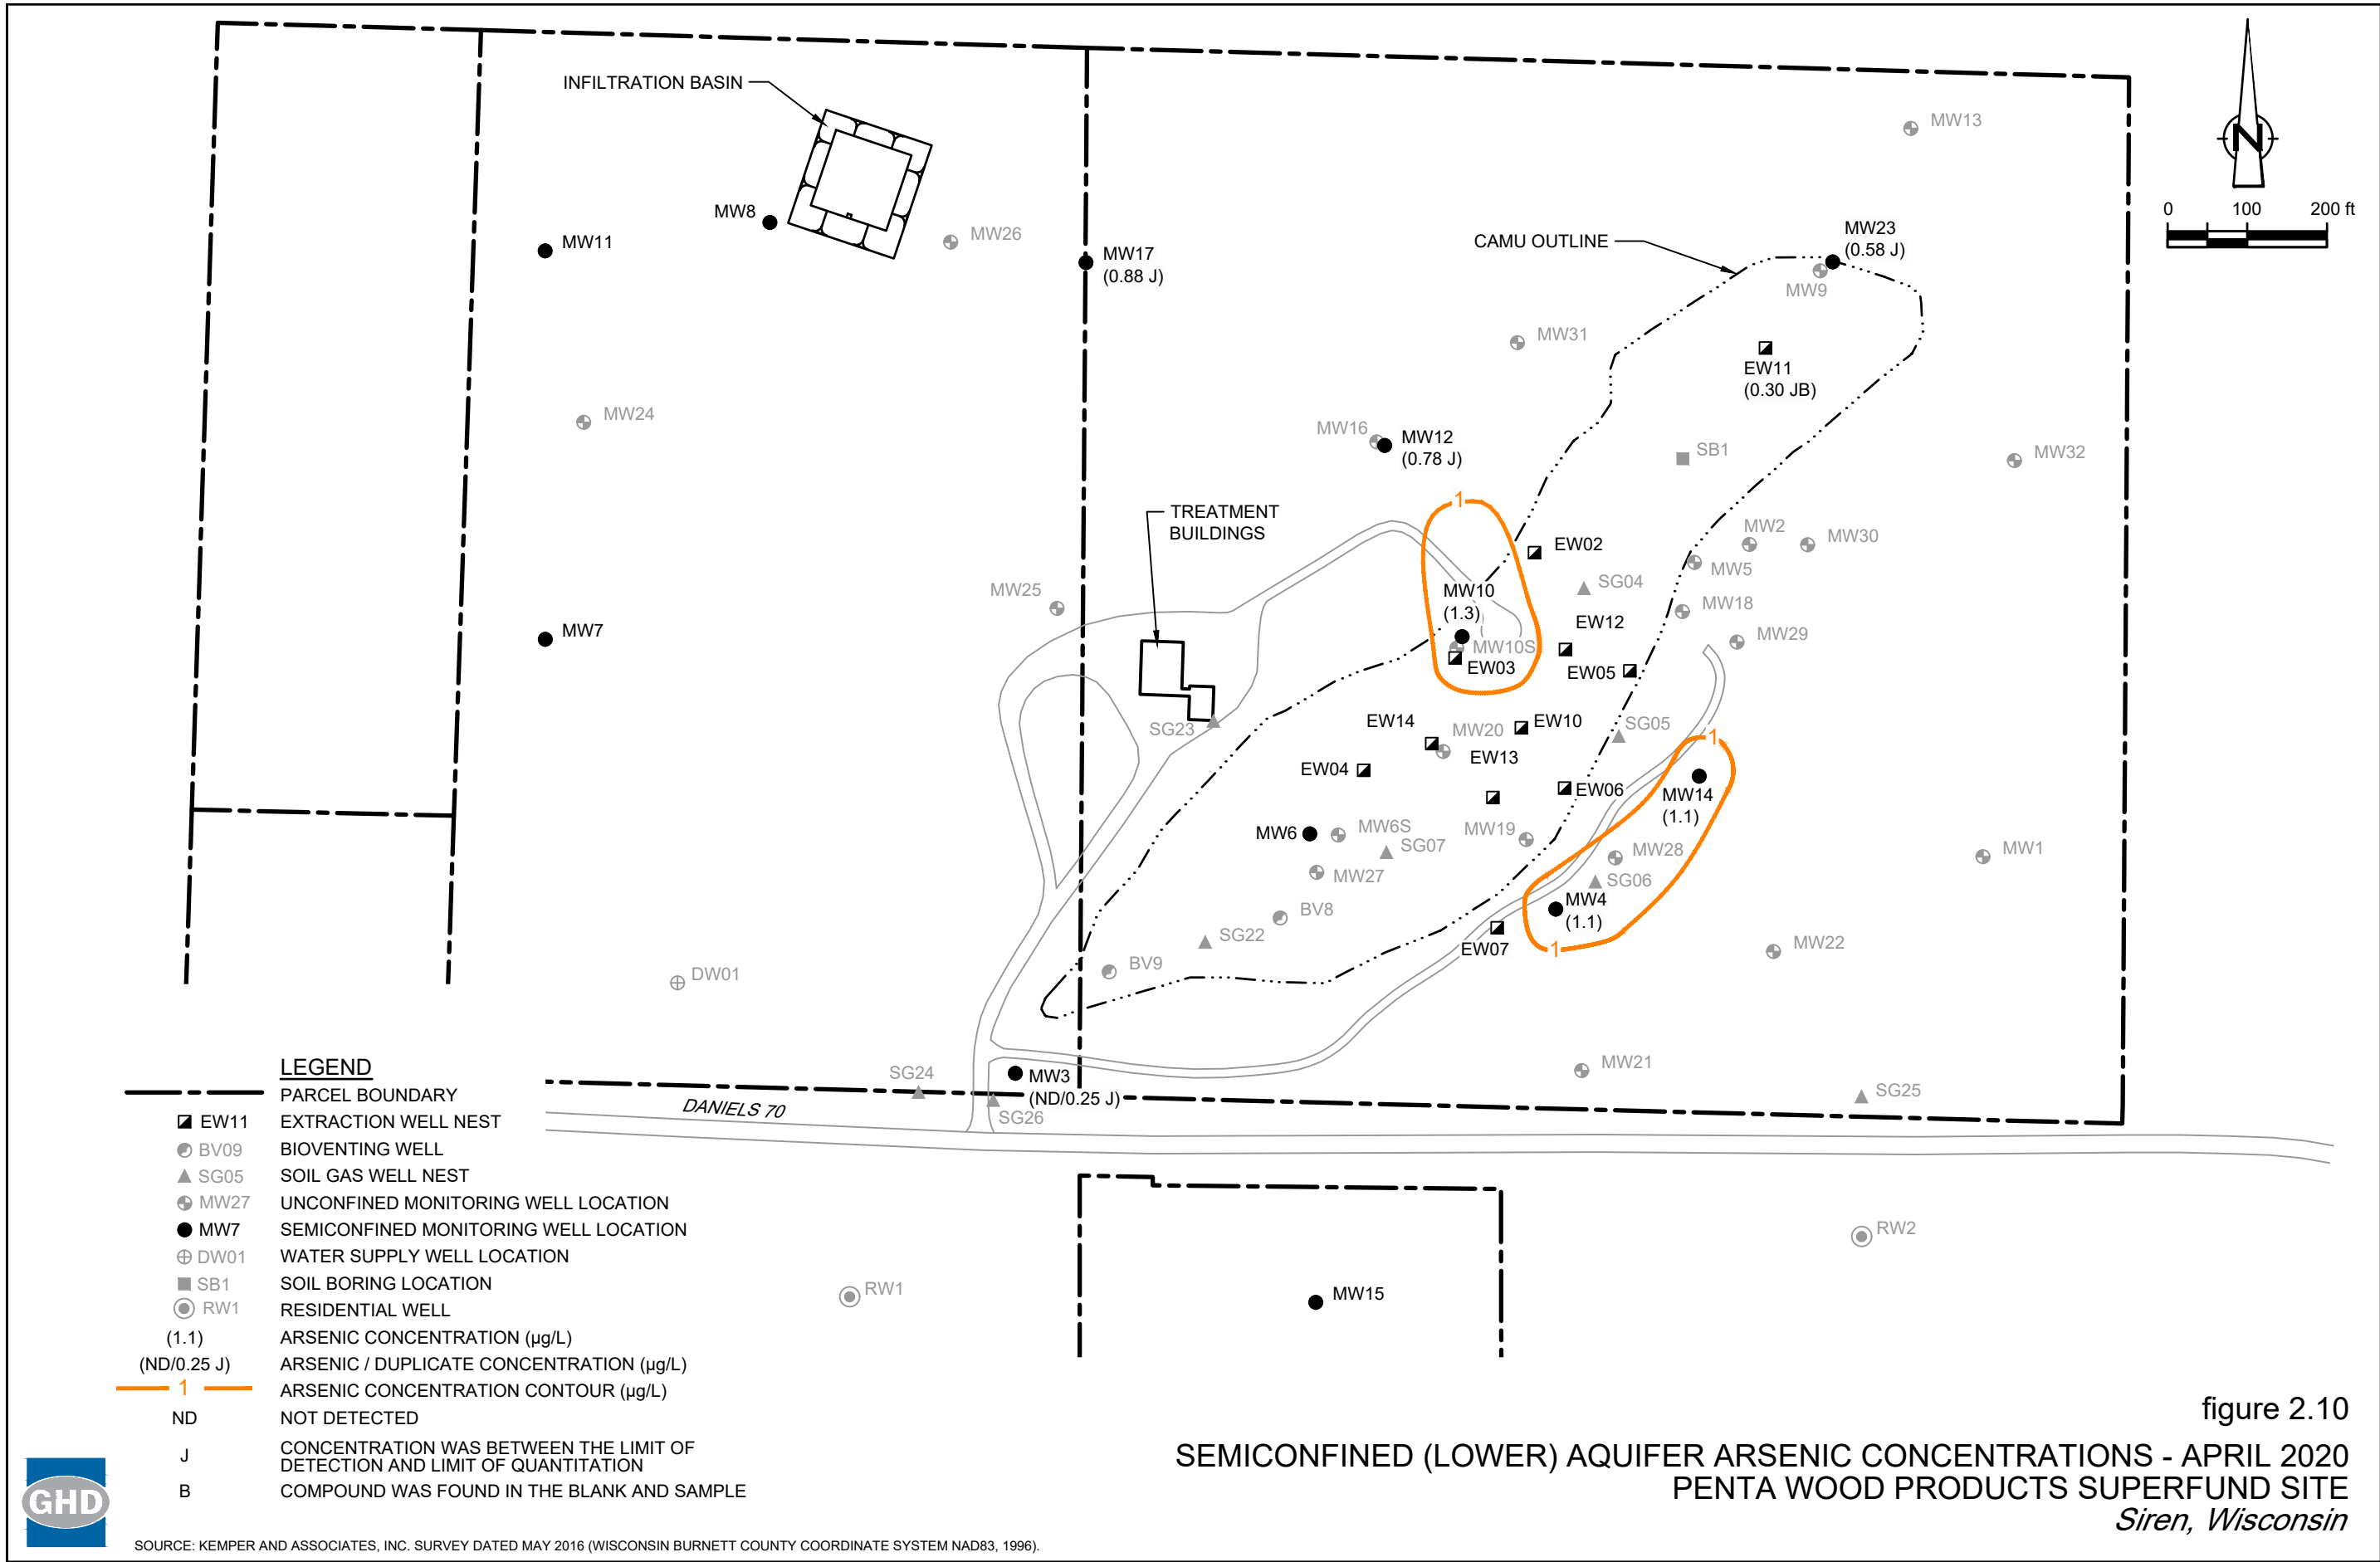 INFILTRATION BASIN
MW13
N
0 100 200 ft
MW8
MW11
MW26
MW17
(0.88 J)
CAMU OUTLINE
MW23
(0.58 J)
MW9
MW31
EW11
(0.30 JB)
MW24
MW16
MW12
(0.78 J)
SB1
MW32
TREATMENT
BUILDINGS
1
EW02
MW2
MW30
MW5
SG04
MW25
MW10
(1.3)
MW18
EW12
MW7
MW29
MW10S
EW03
EW05
SG23
EW14
MW20
EW10
SG05
1
EW13
EW04
EW06
MW14
(1.1)
MW6
MW6S
MW19
SG07
MW28
MW1
MW27
SG06
MW4
(1.1)
BV8
SG22
EW07
1
MW22
BV9
DW01
MW21
SG24
MW3
(ND/0.25 J)
SG26
SG25
DANIELS 70
RW2
RW1
MW15
LEGEND
PARCEL BOUNDARY
EW11 EXTRACTION WELL NEST
BV09 BIOVENTING WELL
SG05 SOIL GAS WELL NEST
MW27 UNCONFINED MONITORING WELL LOCATION
MW7 SEMICONFINED MONITORING WELL LOCATION
DW01 WATER SUPPLY WELL LOCATION
SB1 SOIL BORING LOCATION
RW1 RESIDENTIAL WELL
(1.1) ARSENIC CONCENTRATION (µg/L)
(ND/0.25 J) ARSENIC / DUPLICATE CONCENTRATION (µg/L)
1 ARSENIC CONCENTRATION CONTOUR (µg/L)
ND NOT DETECTED
J CONCENTRATION WAS BETWEEN THE LIMIT OF
DETECTION AND LIMIT OF QUANTITATION
B COMPOUND WAS FOUND IN THE BLANK AND SAMPLE
GHD
SOURCE: KEMPER AND ASSOCIATES, INC. SURVEY DATED MAY 2016 (WISCONSIN BURNETT COUNTY COORDINATE SYSTEM NAD83, 1996).
figure 2.10
SEMICONFINED (LOWER) AQUIFER ARSENIC CONCENTRATIONS - APRIL 2020
PENTA WOOD PRODUCTS SUPERFUND SITE
Siren, Wisconsin